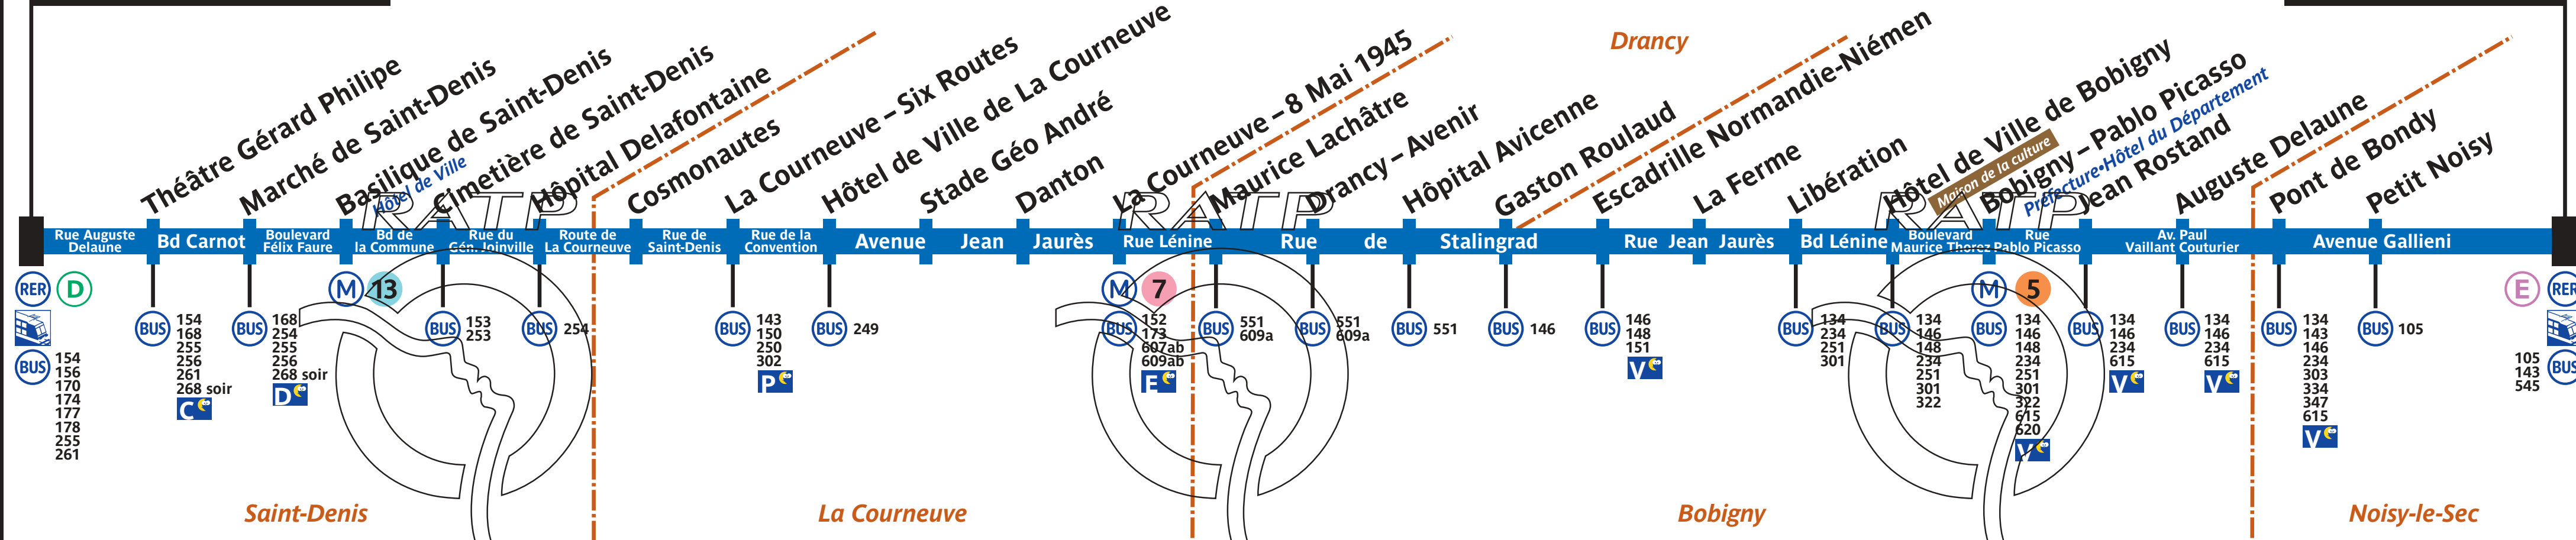 Drancy
Théâtre Gérard Philipe
Marché de Saint-Denis
Basilique de Saint-Denis
Hôtel de Ville
Cimetière de Saint-Denis
Hôpital Delafontaine
Cosmonautes
La Courneuve – Six Routes
Hôtel de Ville de La Courneuve
Stade Géo André
Danton
La Courneuve – 8 Mai 1945
Maurice Lachâtre
Drancy – Avenir
Hôpital Avicenne
Gaston Roulaud
Escadrille Normandie-Niémen
La Ferme
Libération
Hôtel de Ville de Bobigny
Maison de la culture
Bobigny – Pablo Picasso
Préfecture•Hôtel du Département
Jean Rostand
Auguste Delaune
Pont de Bondy
Petit Noisy
RATP
RATP
RATP
Rue Auguste
Delaune
Bd Carnot
Boulevard
Félix Faure
Bd de
la Commune
Rue du
Gén. Joinville
Route de
La Courneuve
Rue de
Saint-Denis
Rue de la
Convention
Avenue Jean Jaurès
Rue Lénine
Rue de Stalingrad
Rue Jean Jaurès
Bd Lénine
Boulevard
Maurice Thorez
Rue
Pablo Picasso
Av. Paul
Vaillant Couturier
Avenue Gallieni
RER D
BUS
154
156
170
174
177
178
255
261
BUS
154
168
255
256
261
268 soir
C
BUS
168
254
255
256
268 soir
D
M 13
BUS
153
253
BUS
254
BUS
143
150
250
302
P
BUS
249
M 7
BUS
152
173
607ab
609ab
E
BUS
551
609a
BUS
551
609a
BUS
551
BUS
146
BUS
146
148
151
V
BUS
134
234
251
301
BUS
134
146
148
234
251
301
322
M 5
BUS
134
146
148
234
251
301
322
615
620
V
BUS
134
146
234
615
V
BUS
134
146
234
615
V
BUS
134
143
146
234
303
334
347
615
V
BUS
105
E RER
105
143
545
BUS
Saint-Denis
La Courneuve
Bobigny
Noisy-le-Sec